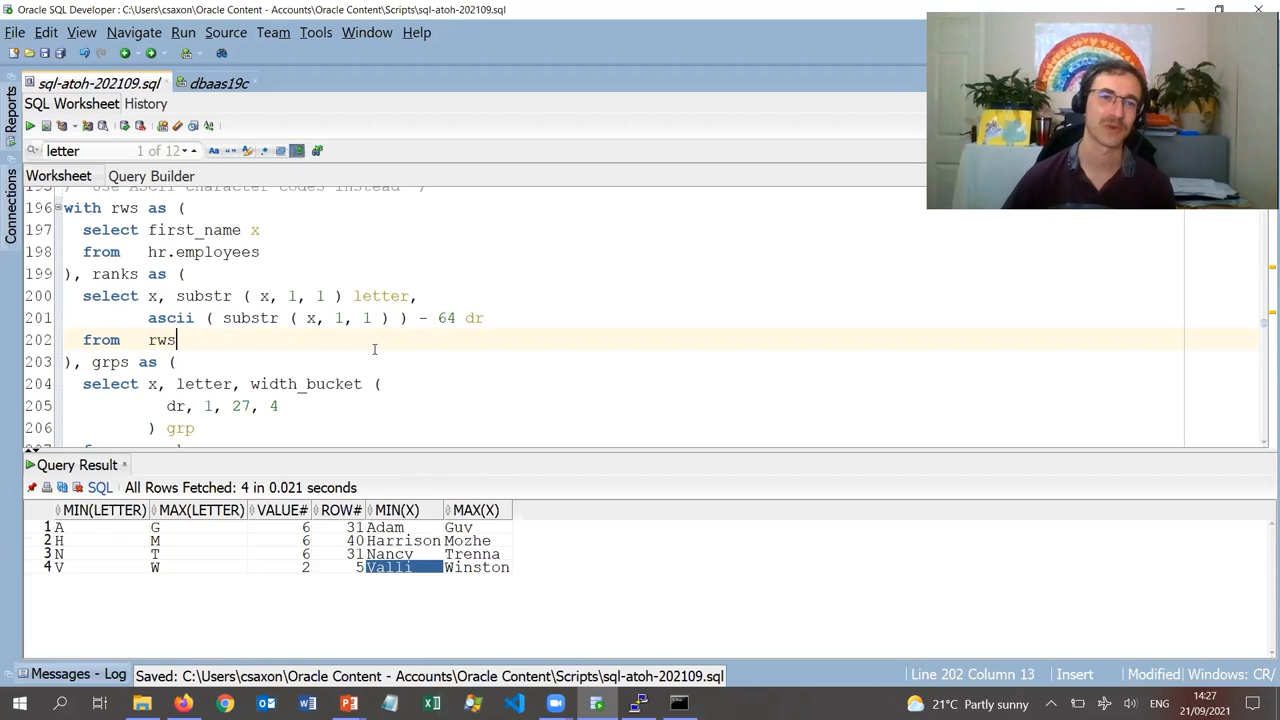 Oracle SQL Developer : C:\Users\csaxon\Oracle Content - Accounts\Oracle Content\Scripts\sql-atoh-202109.sql
File Edit View Navigate Run Source Team Tools Window Help
sql-atoh-202109.sql dbaas19c
SQL Worksheet History
letter 1 of 12
Worksheet Query Builder
Reports
Connections
195 /* Use ASCII character codes instead */
196 with rws as (
197 select first_name x
198 from hr.employees
199 ), ranks as (
200 select x, substr ( x, 1, 1 ) letter,
201 ascii ( substr ( x, 1, 1 ) ) - 64 dr
202 from rws
203 ), grps as (
204 select x, letter, width_bucket (
205 dr, 1, 27, 4
206 ) grp
Query Result
SQL All Rows Fetched: 4 in 0.021 seconds
MIN(LETTER) MAX(LETTER) VALUE# ROW# MIN(X) MAX(X)
1 A G 6 31 Adam Guy
2 H M 6 40 Harrison Mozhe
3 N T 6 31 Nancy Trenna
4 V W 2 5 Valli Winston
Messages - Log Saved: C:\Users\csaxon\Oracle Content - Accounts\Oracle Content\Scripts\sql-atoh-202109.sql Line 202 Column 13 Insert Modified Windows: CR/
21°C Partly sunny ENG 14:27
21/09/2021